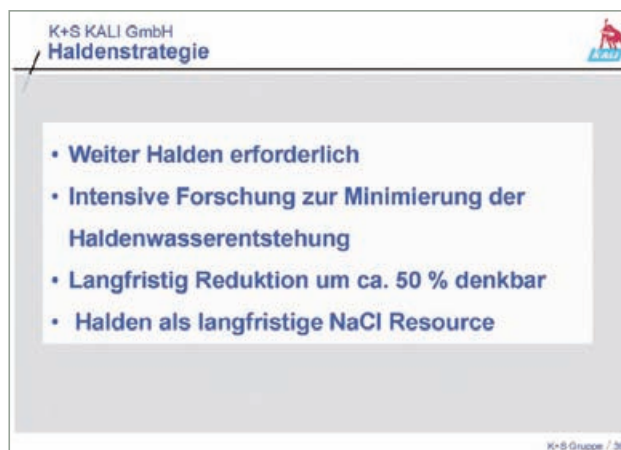 K+S KALI GmbH
Haldenstrategie
KALI
• Weiter Halden erforderlich
• Intensive Forschung zur Minimierung der
Haldenwasserentstehung
• Langfristig Reduktion um ca. 50 % denkbar
• Halden als langfristige NaCl Resource
K+S Gruppe /